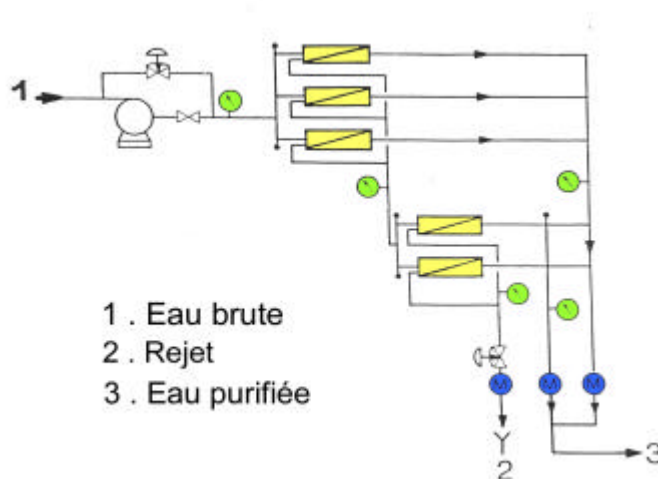 1
1 . Eau brute
2 . Rejet
3 . Eau purifiée
M
M
M
2
3